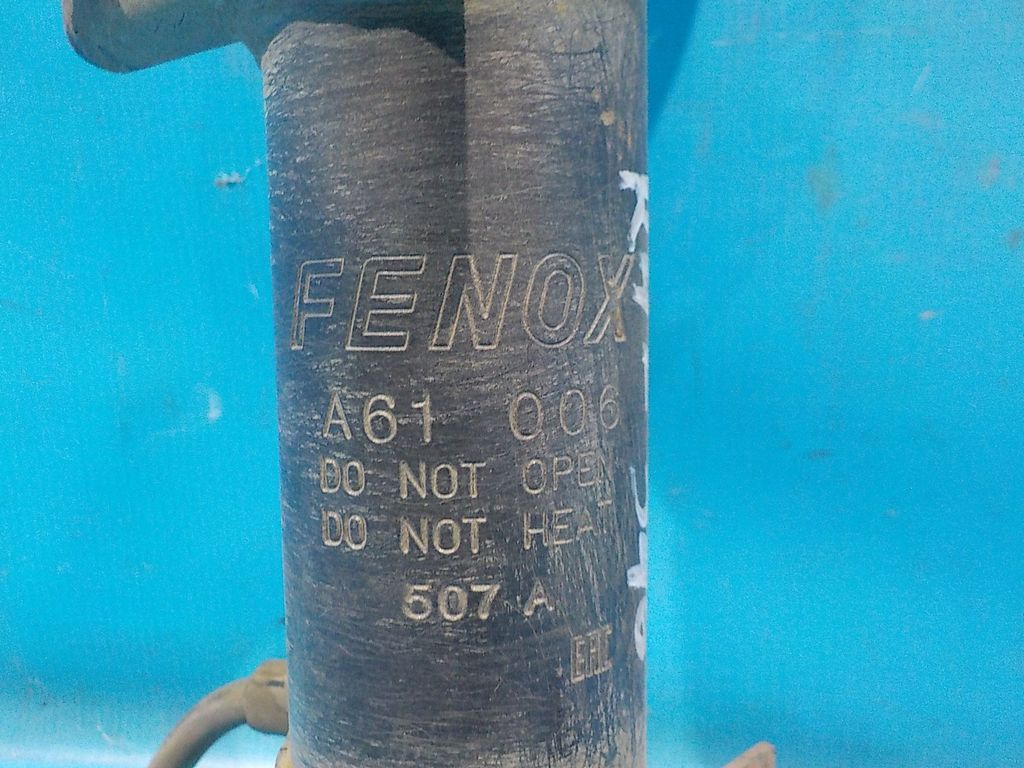 FENOX
A61 006
DO NOT OPEN
DO NOT HEAT
507 A
EAC